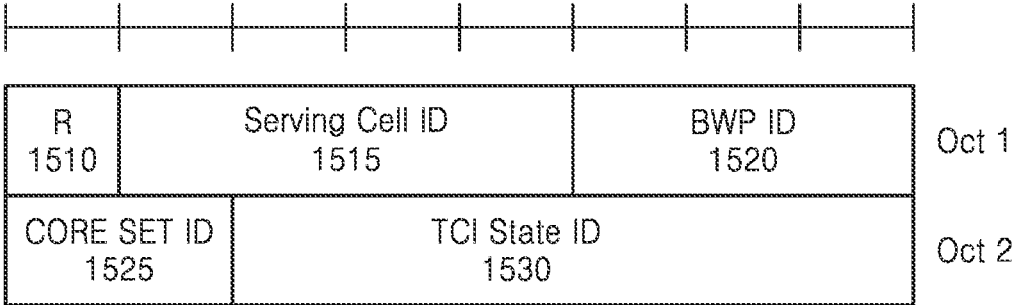 R
1510
Serving Cell ID
1515
BWP ID
1520
Oct 1
CORE SET ID
1525
TCI State ID
1530
Oct 2